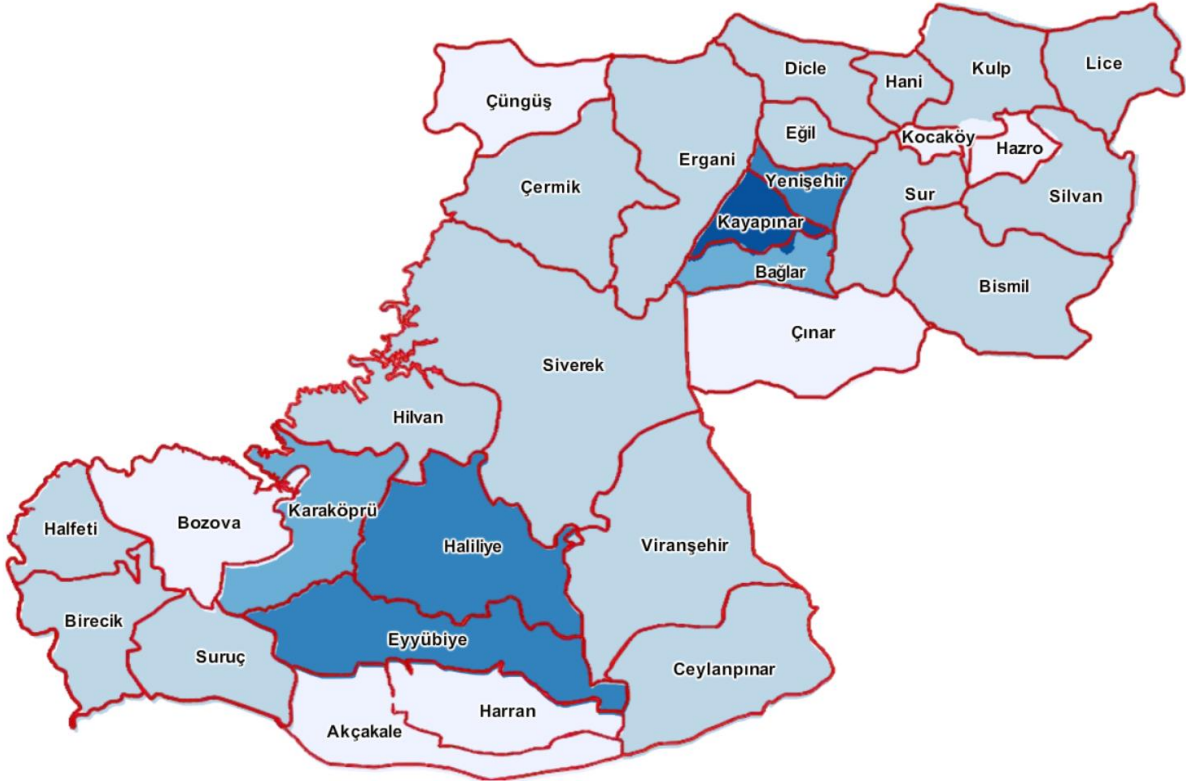 Dicle
Hani
Kulp
Lice
Çüngüş
Eğil
Kocaköy
Hazro
Ergani
Yenişehir
Çermik
Sur
Silvan
Kayapınar
Bağlar
Bismil
Çınar
Siverek
Hilvan
Karaköprü
Bozova
Halfeti
Haliliye
Viranşehir
Birecik
Eyyübiye
Suruç
Ceylanpınar
Harran
Akçakale